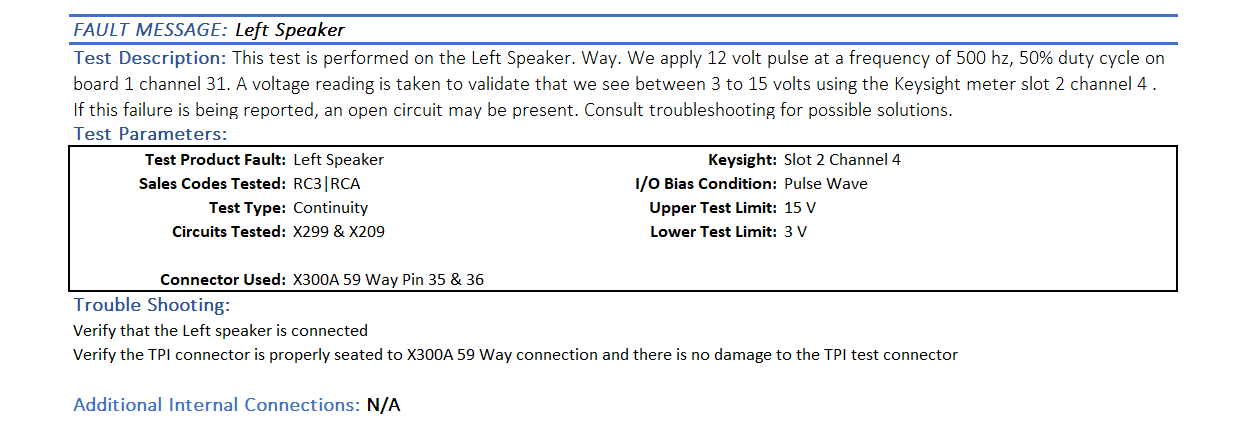 FAULT MESSAGE: Left Speaker
Test Description: This test is performed on the Left Speaker. Way. We apply 12 volt pulse at a frequency of 500 hz, 50% duty cycle on
board 1 channel 31. A voltage reading is taken to validate that we see between 3 to 15 volts using the Keysight meter slot 2 channel 4 .
If this failure is being reported, an open circuit may be present. Consult troubleshooting for possible solutions.
Test Parameters:
Test Product Fault: Left Speaker Keysight: Slot 2 Channel 4
Sales Codes Tested: RC3|RCA I/O Bias Condition: Pulse Wave
Test Type: Continuity Upper Test Limit: 15 V
Circuits Tested: X299 & X209 Lower Test Limit: 3 V
Connector Used: X300A 59 Way Pin 35 & 36
Trouble Shooting:
Verify that the Left speaker is connected
Verify the TPI connector is properly seated to X300A 59 Way connection and there is no damage to the TPI test connector
Additional Internal Connections: N/A